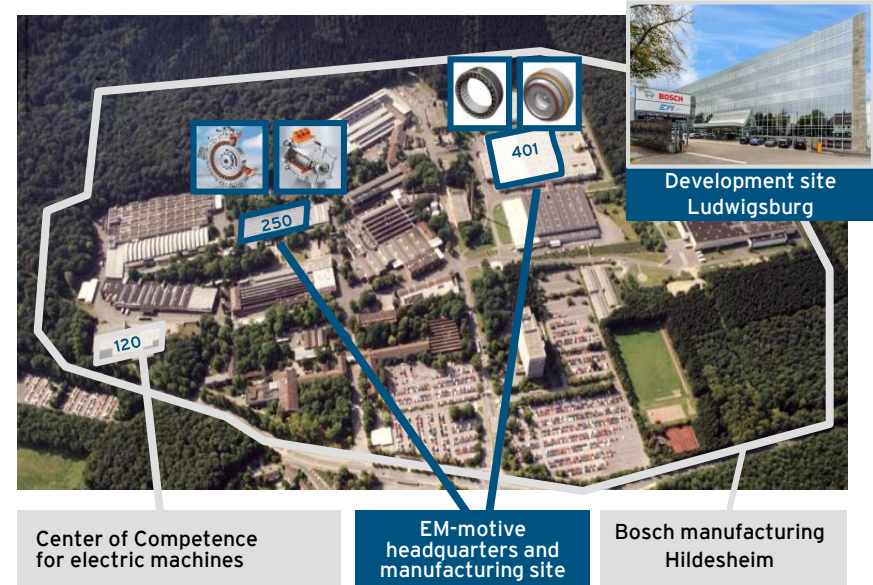 BOSCH
EM
Development site
Ludwigsburg
401
250
120
Center of Competence
for electric machines
EM-motive
headquarters and
manufacturing site
Bosch manufacturing
Hildesheim